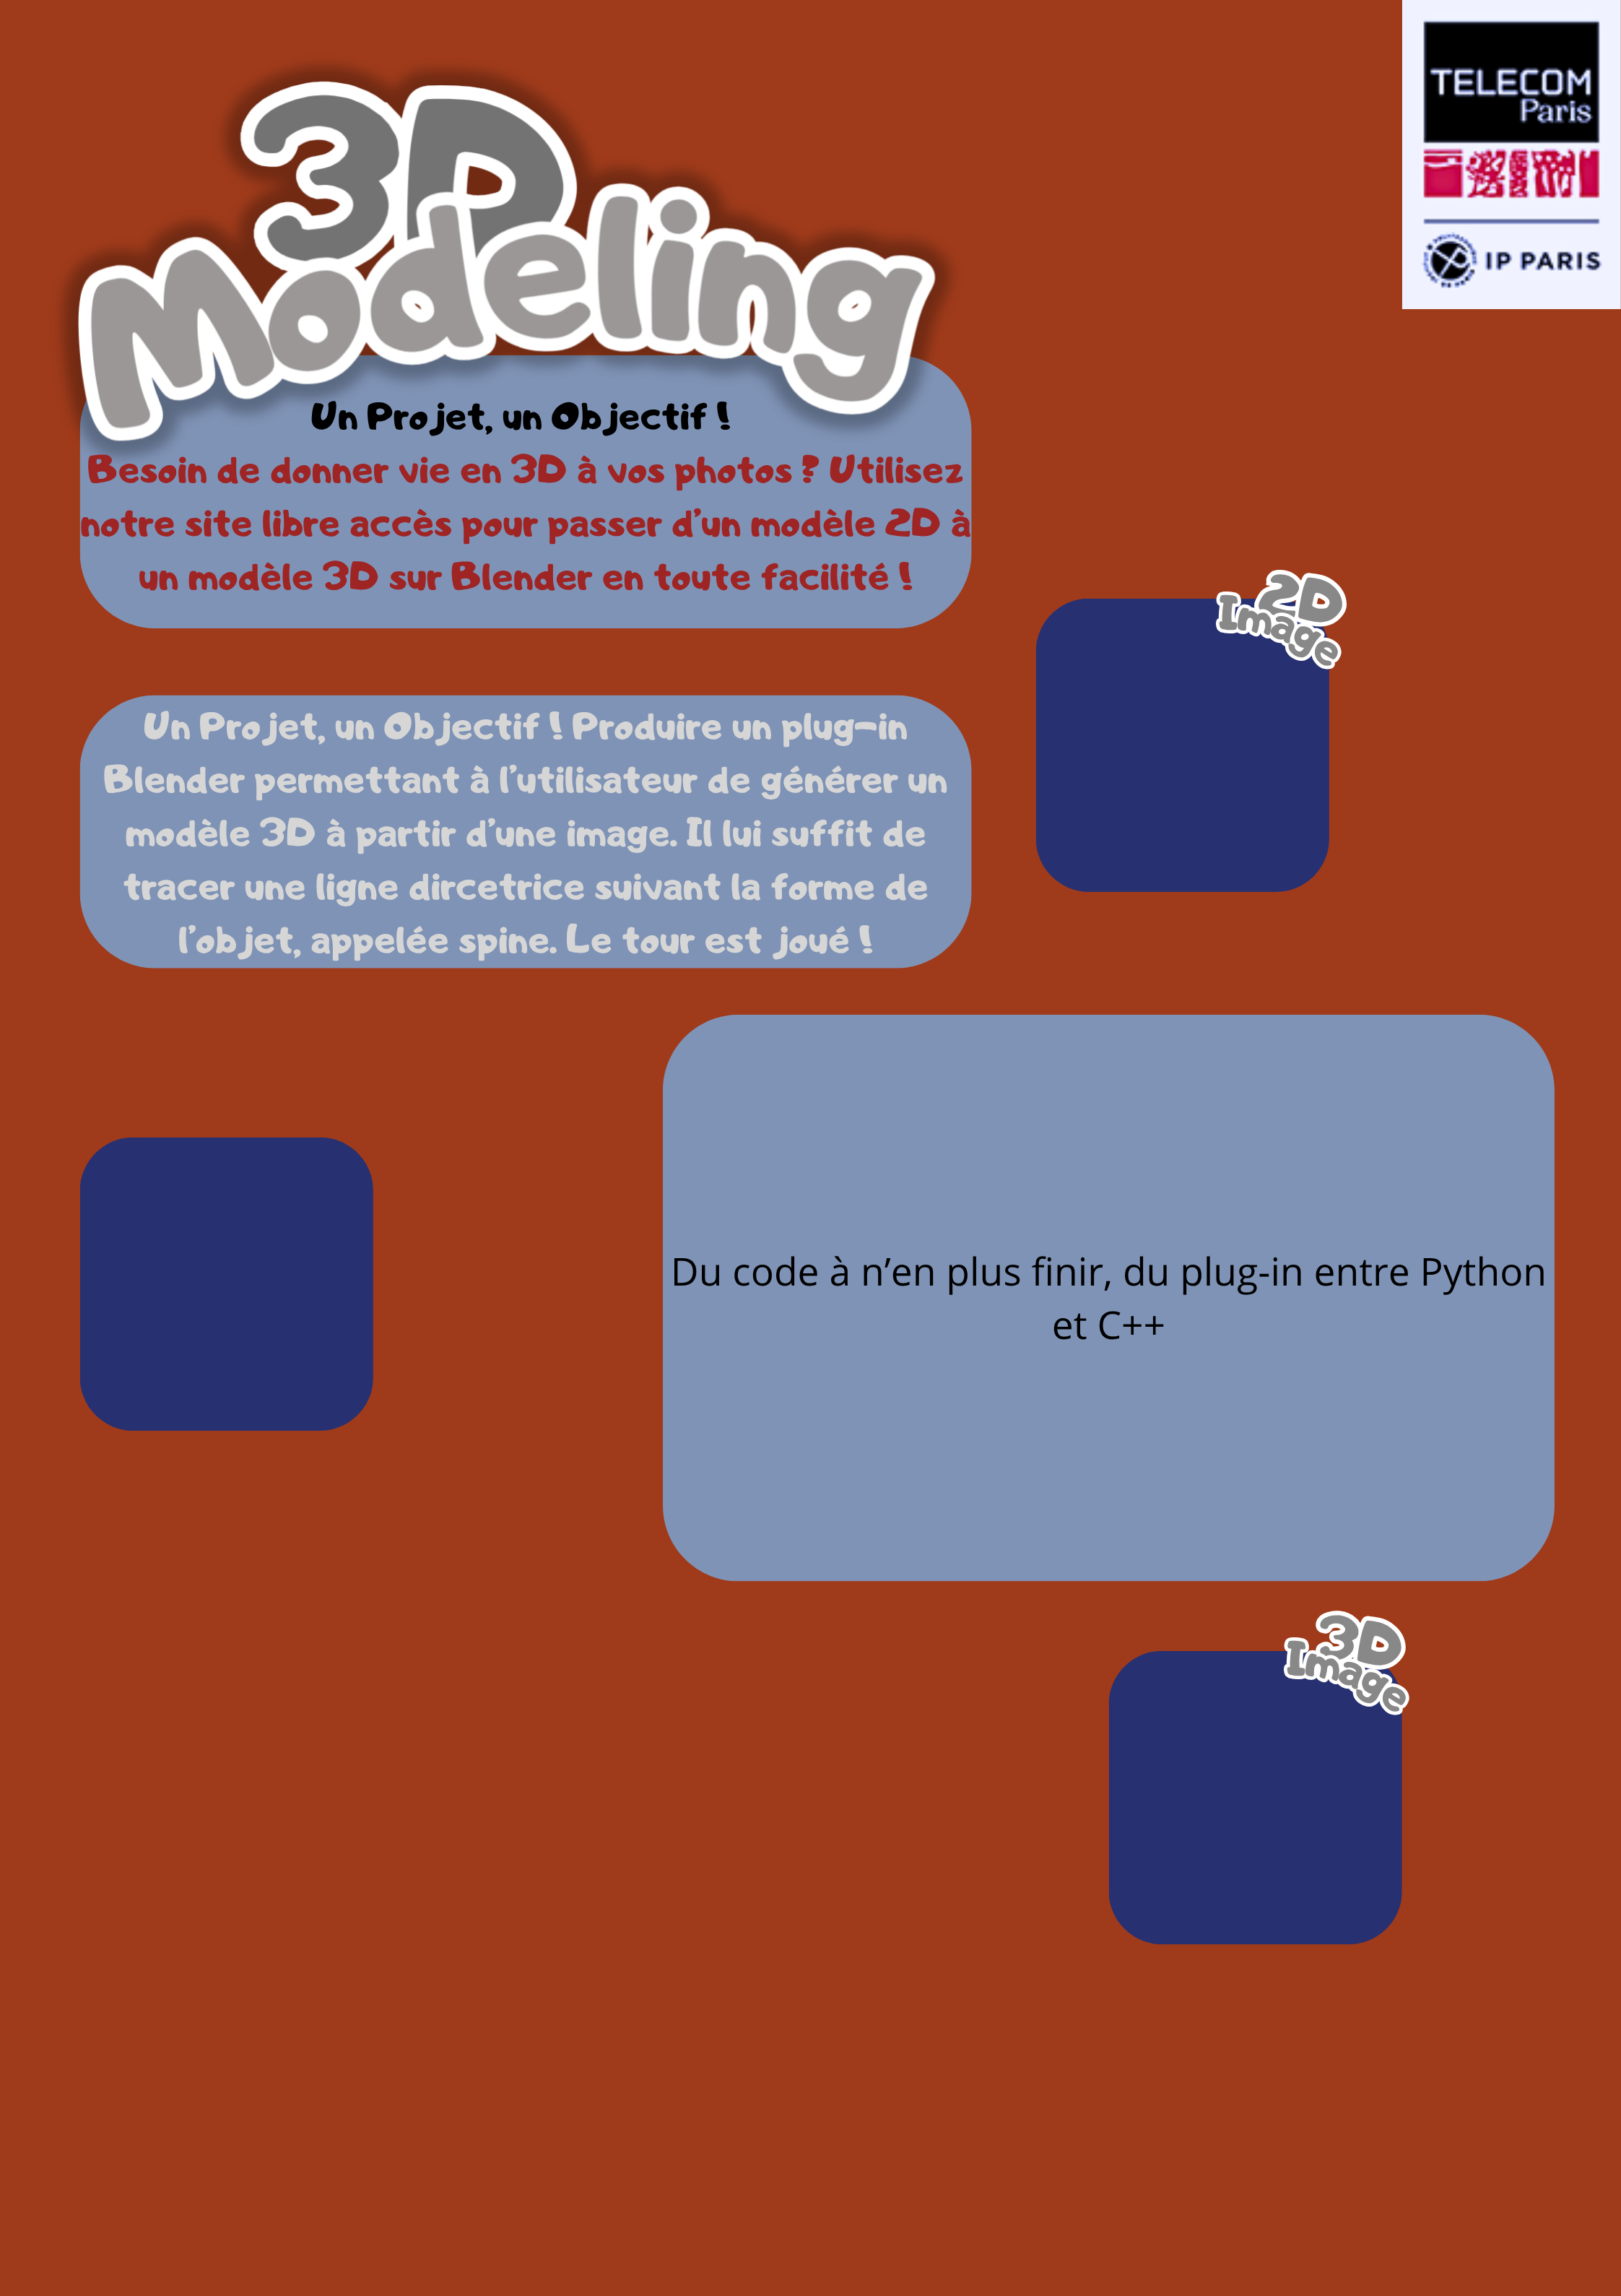 TELECOM
Paris
IP PARIS
3D
Modeling
Un Projet, un Objectif !
Besoin de donner vie en 3D à vos photos ? Utilisez
notre site libre accès pour passer d'un modèle 2D à
un modèle 3D sur Blender en toute facilité !
2D
Image
Un Projet, un Objectif ! Produire un plug-in
Blender permettant à l'utilisateur de générer un
modèle 3D à partir d'une image. Il lui suffit de
tracer une ligne dircetrice suivant la forme de
l'objet, appelée spine. Le tour est joué !
Du code à n'en plus finir, du plug-in entre Python
et C++
3D
Image